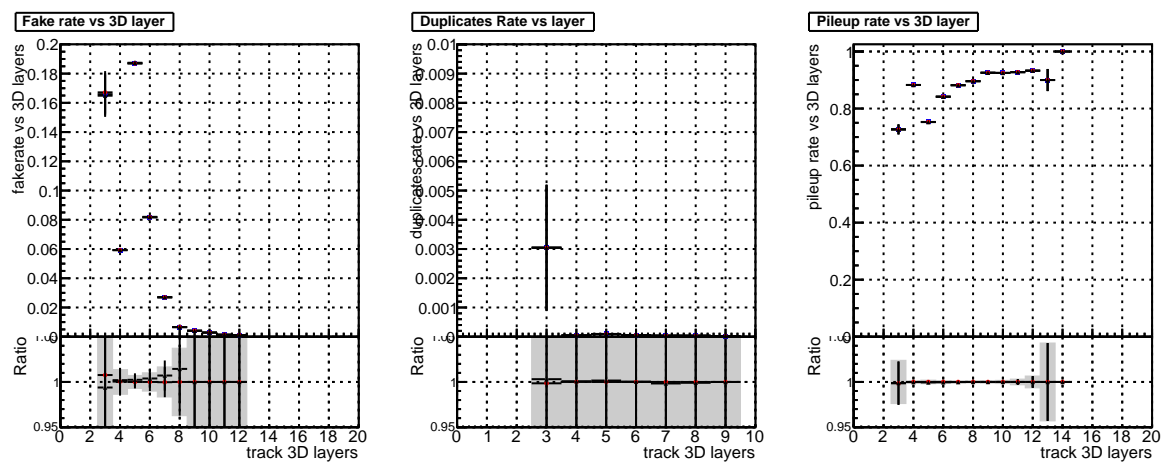 Fake rate vs 3D layer
fakerate vs 3D layers
0.2
0.18
0.16
0.14
0.12
0.1
0.08
0.06
0.04
0.02
0
Ratio
1
0.95
0 2 4 6 8 10 12 14 16 18 20
track 3D layers
Duplicates Rate vs layer
duplicates rate vs 3D layers
0.01
0.009
0.008
0.007
0.006
0.005
0.004
0.003
0.002
0.001
0
Ratio
1
0.95
0 1 2 3 4 5 6 7 8 9 10
track 3D layers
Pileup rate vs 3D layer
pileup rate vs 3D layers
1
0.8
0.6
0.4
0.2
0
Ratio
1
0.95
0 2 4 6 8 10 12 14 16 18 20
track 3D layers